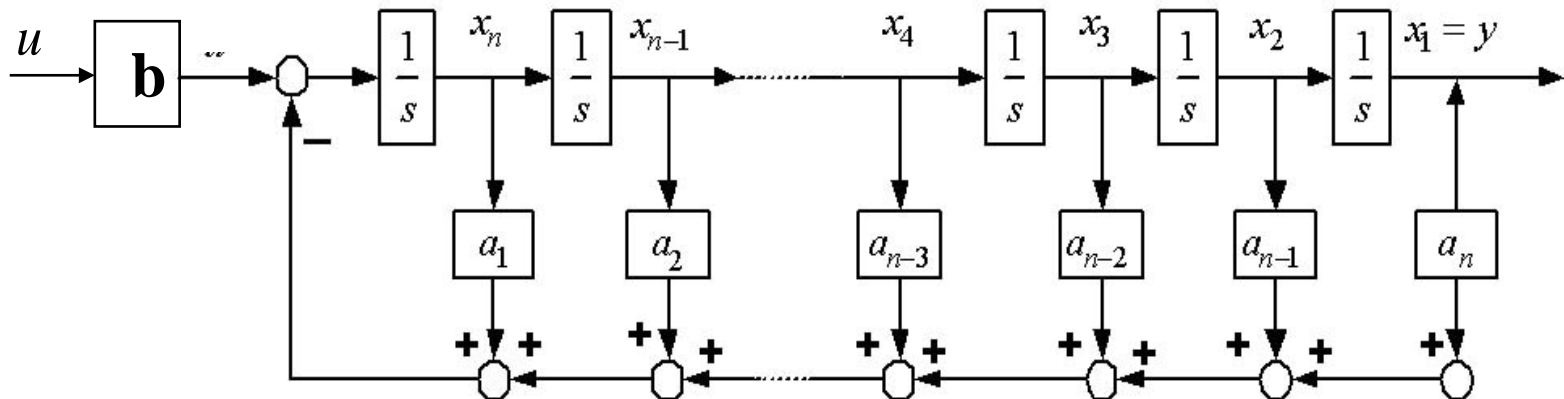 u b x_n x_{n-1} x_4 x_3 x_2 x_1 = y
1/s 1/s 1/s 1/s 1/s
−
a_1 a_2 a_{n-3} a_{n-2} a_{n-1} a_n
+ + + + + + + + + + +